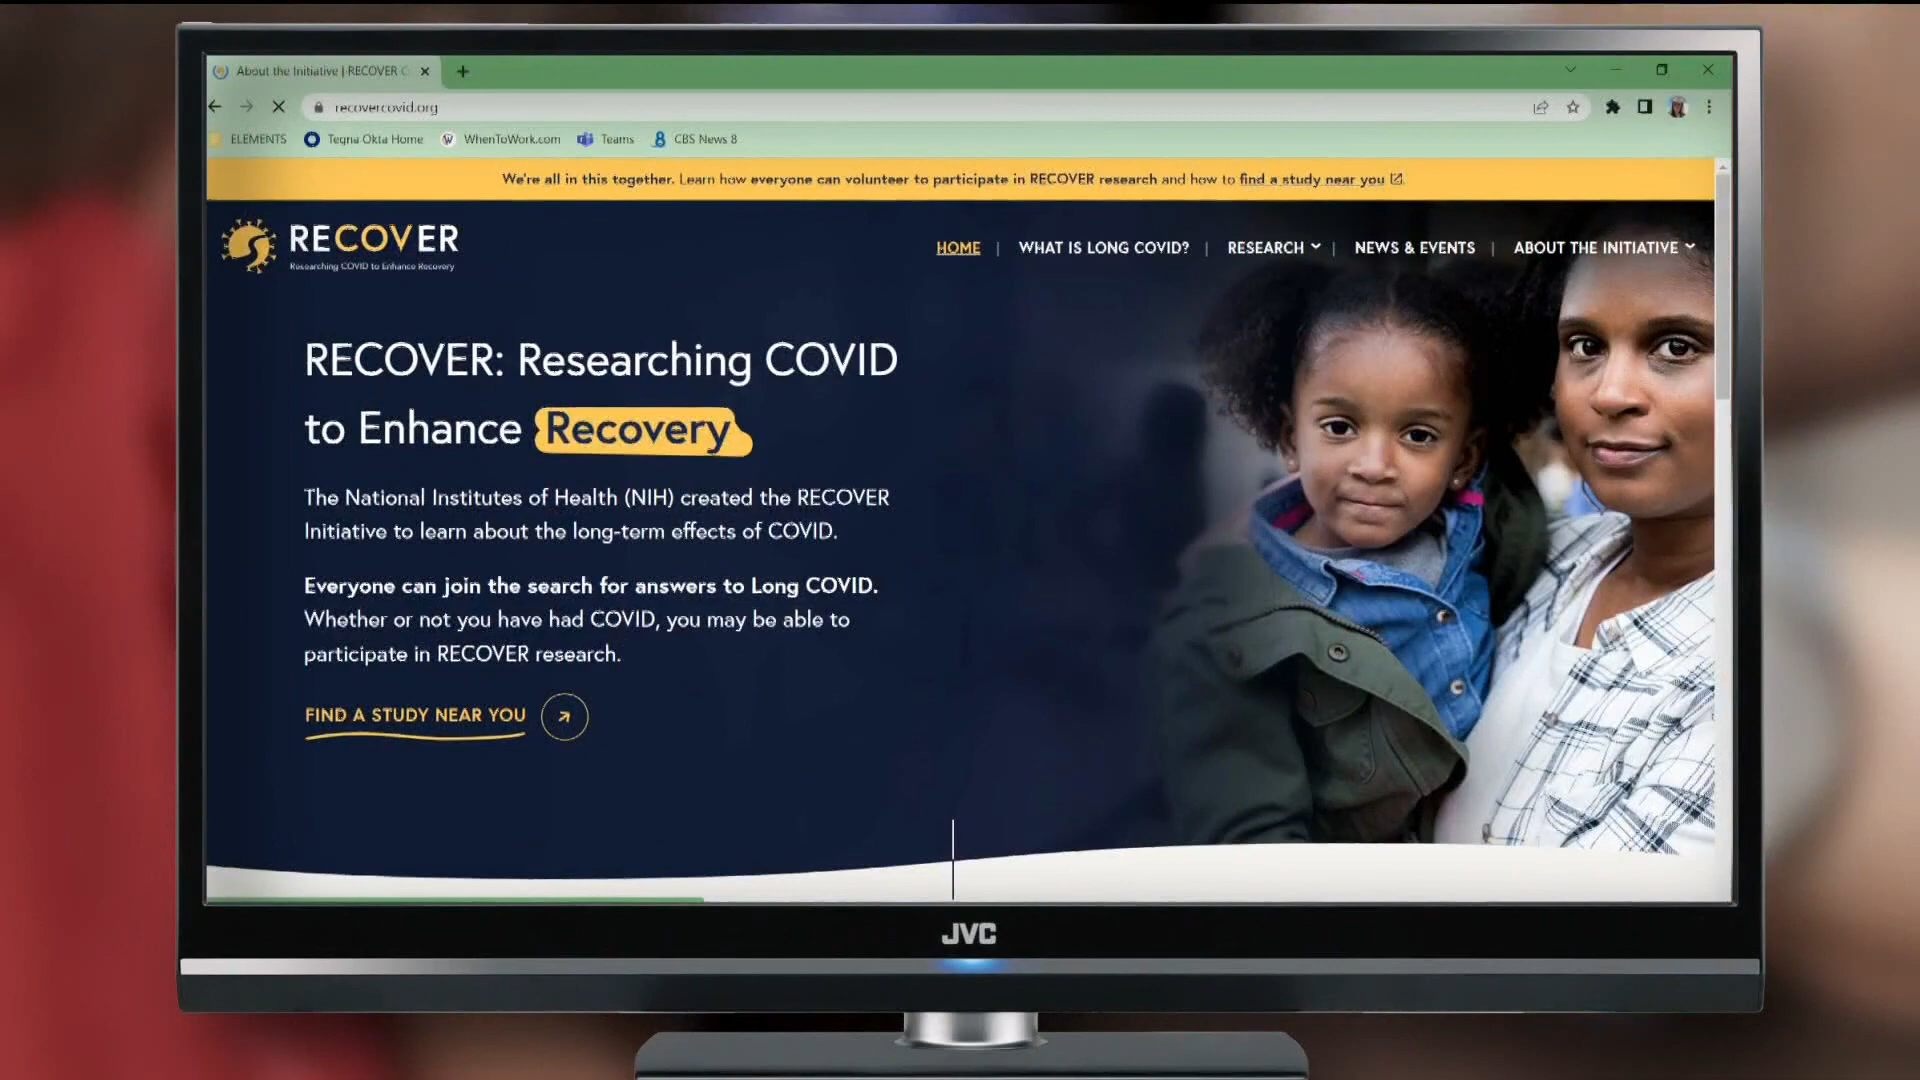 About the Initiative | RECOVER C
recovercovid.org
ELEMENTS Tegna Okta Home WhenToWork.com Teams CBS News 8
We're all in this together. Learn how everyone can volunteer to participate in RECOVER research and how to find a study near you
RECOVER
Researching COVID to Enhance Recovery
HOME | WHAT IS LONG COVID? | RESEARCH | NEWS & EVENTS | ABOUT THE INITIATIVE
RECOVER: Researching COVID
to Enhance Recovery
The National Institutes of Health (NIH) created the RECOVER
Initiative to learn about the long-term effects of COVID.
Everyone can join the search for answers to Long COVID.
Whether or not you have had COVID, you may be able to
participate in RECOVER research.
FIND A STUDY NEAR YOU
JVC